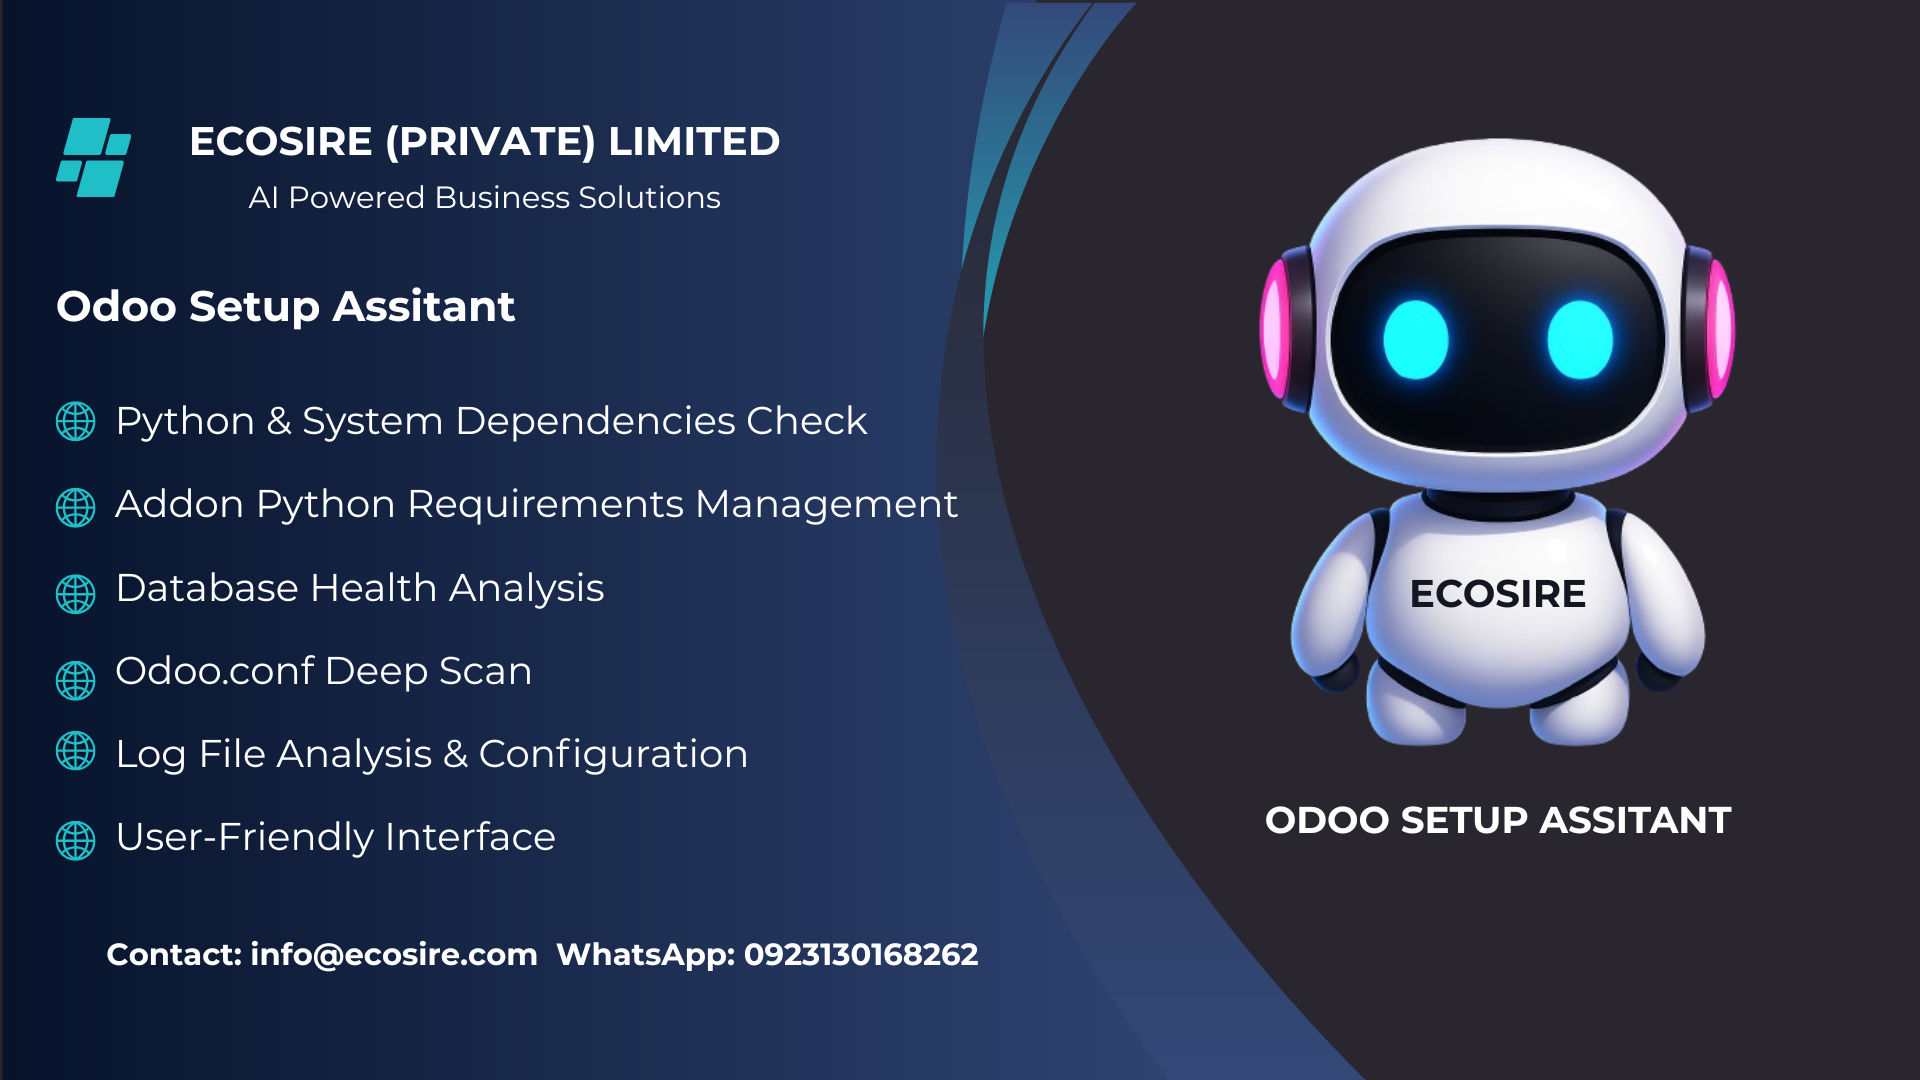 ECOSIRE (PRIVATE) LIMITED
AI Powered Business Solutions
Odoo Setup Assitant
Python & System Dependencies Check
Addon Python Requirements Management
Database Health Analysis
Odoo.conf Deep Scan
Log File Analysis & Configuration
User-Friendly Interface
Contact: info@ecosire.com  WhatsApp: 0923130168262
ECOSIRE
ODOO SETUP ASSITANT